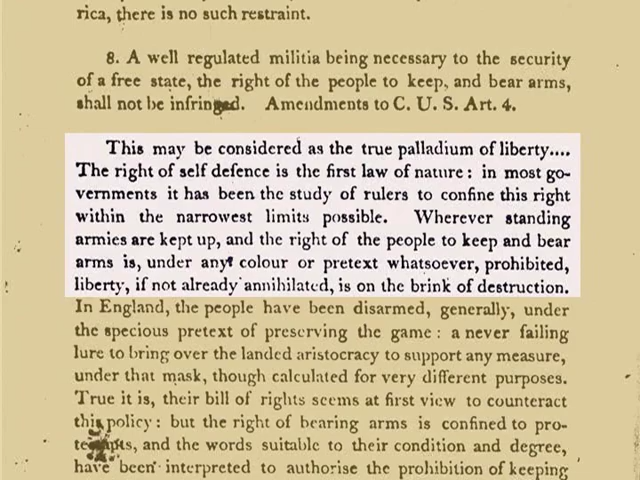 rica, there is no such restraint.
8. A well regulated militia being necessary to the security
of a free state, the right of the people to keep, and bear arms,
shall not be infringed. Amendments to C. U. S. Art. 4.
This may be considered as the true palladium of liberty....
The right of self defence is the first law of nature: in most go-
vernments it has been the study of rulers to confine this right
within the narrowest limits possible. Wherever standing
armies are kept up, and the right of the people to keep and bear
arms is, under any colour or pretext whatsoever, prohibited,
liberty, if not already annihilated, is on the brink of destruction.
In England, the people have been disarmed, generally, under
the specious pretext of preserving the game: a never failing
lure to bring over the landed aristocracy to support any measure,
under that mask, though calculated for very different purposes.
True it is, their bill of rights seems at first view to counteract
this policy: but the right of bearing arms is confined to pro-
testants, and the words suitable to their condition and degree,
have been interpreted to authorise the prohibition of keeping